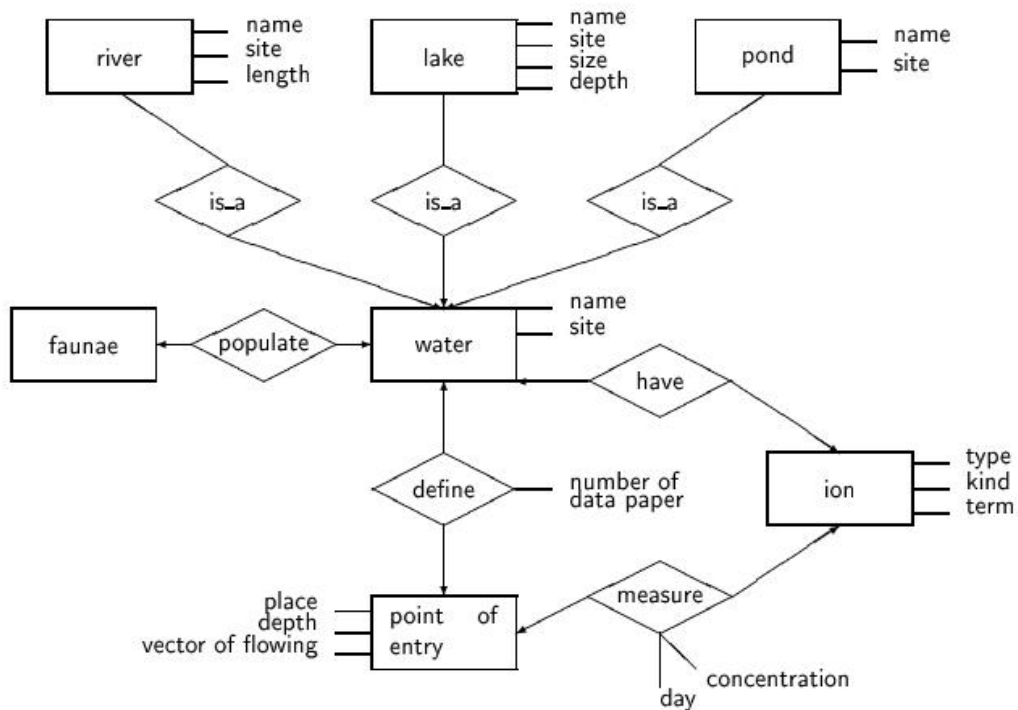 river
name
site
length
lake
name
site
size
depth
pond
name
site
is_a
is_a
is_a
faunae
populate
water
name
site
have
define
number of
data paper
ion
type
kind
term
place
depth
vector of flowing
point of
entry
measure
concentration
day